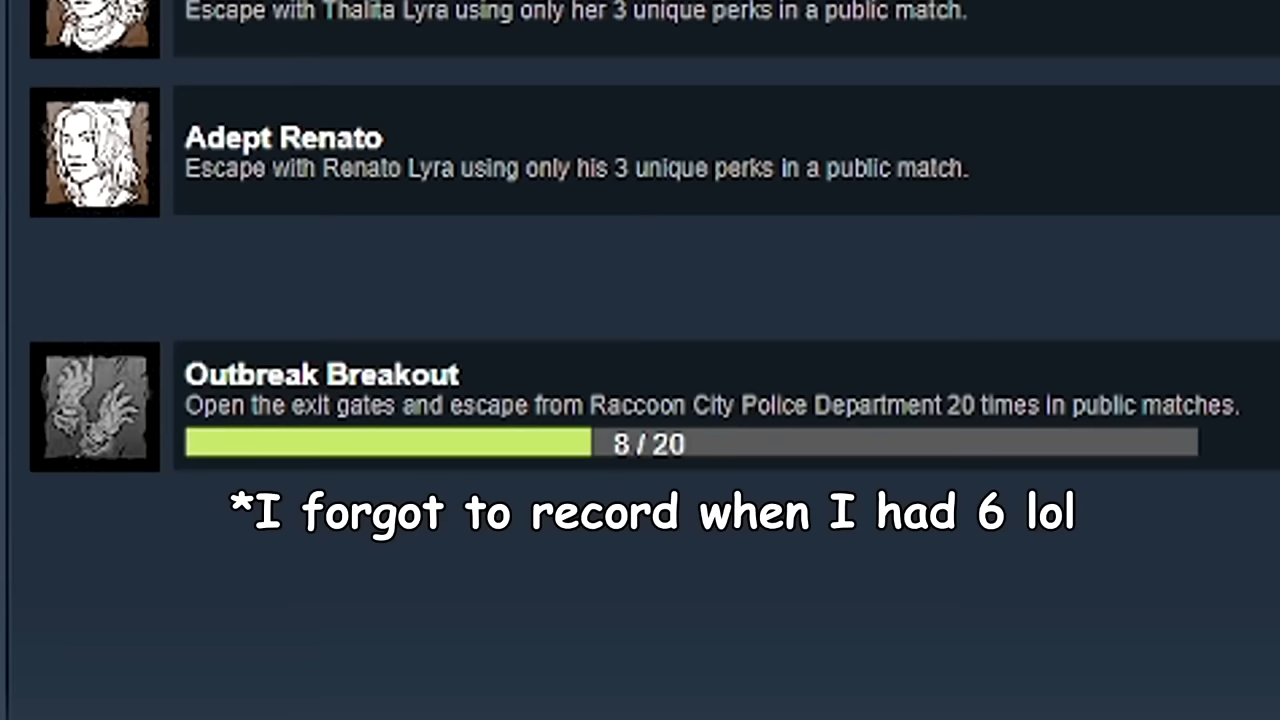 Escape with Thalita Lyra using only her 3 unique perks in a public match.
Adept Renato
Escape with Renato Lyra using only his 3 unique perks in a public match.
Outbreak Breakout
Open the exit gates and escape from Raccoon City Police Department 20 times in public matches.
8 / 20
*I forgot to record when I had 6 lol